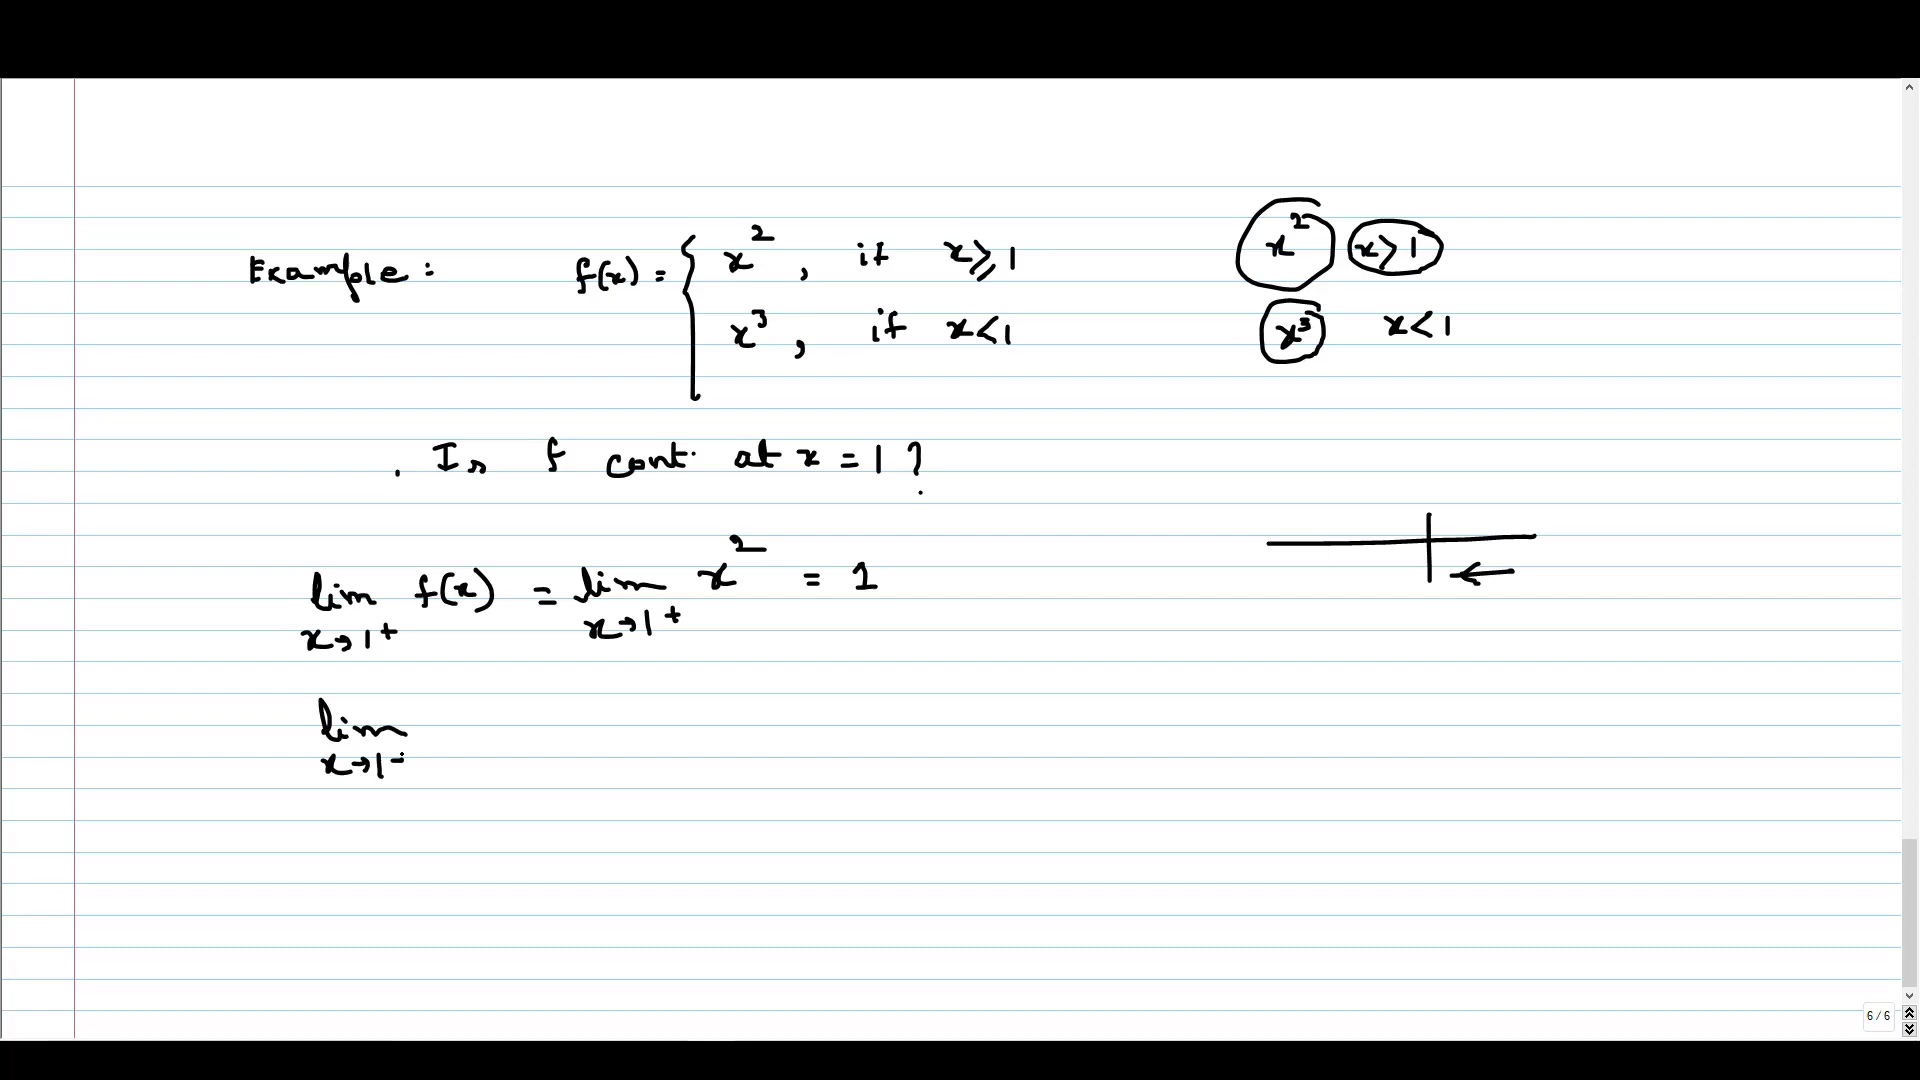 Example: f(x) = { x², if x ⩾ 1
x³, if x < 1
x² x > 1
x³ x < 1
. Is f cont. at x = 1 ?
lim x→1+ f(x) = lim x→1+ x² = 1
lim x→1-
6 / 6